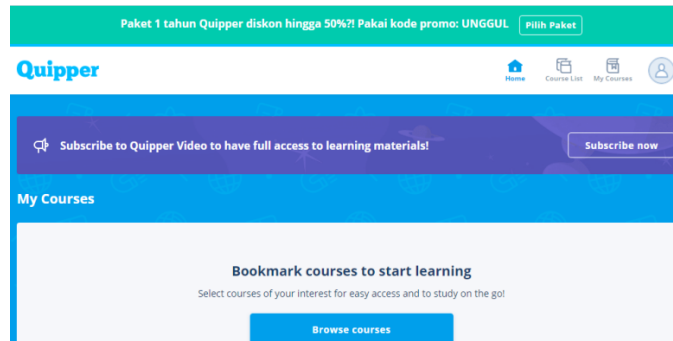 Paket 1 tahun Quipper diskon hingga 50%?! Pakai kode promo: UNGGUL Pilih Paket
Quipper
Home Course List My Courses
Subscribe to Quipper Video to have full access to learning materials! Subscribe now
My Courses
Bookmark courses to start learning
Select courses of your interest for easy access and to study on the go!
Browse courses